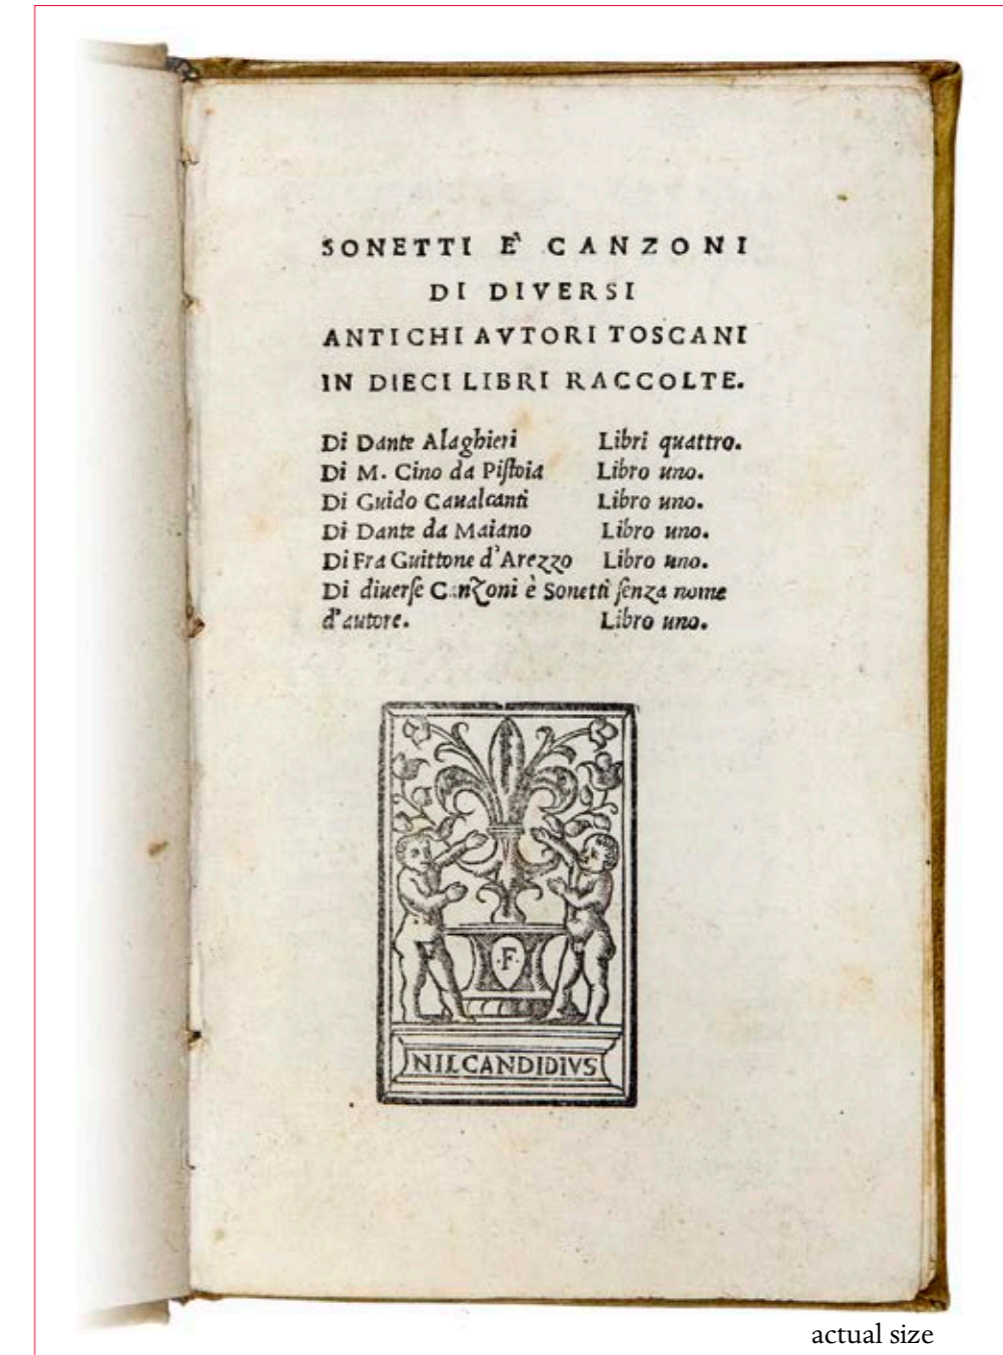 SONETTI E' CANZONI
DI DIVERSI
ANTICHI AVTORI TOSCANI
IN DIECI LIBRI RACCOLTE.
Di Dante Alaghieri Libri quattro.
Di M. Cino da Piſtoia Libro uno.
Di Guido Caualcanti Libro uno.
Di Dante da Maiano Libro uno.
Di Fra Guittone d'Arezzo Libro uno.
Di diuerſe Canzoni è Sonetti ſenza nome
d'autore. Libro uno.
·F·
NIL CANDIDIVS
actual size